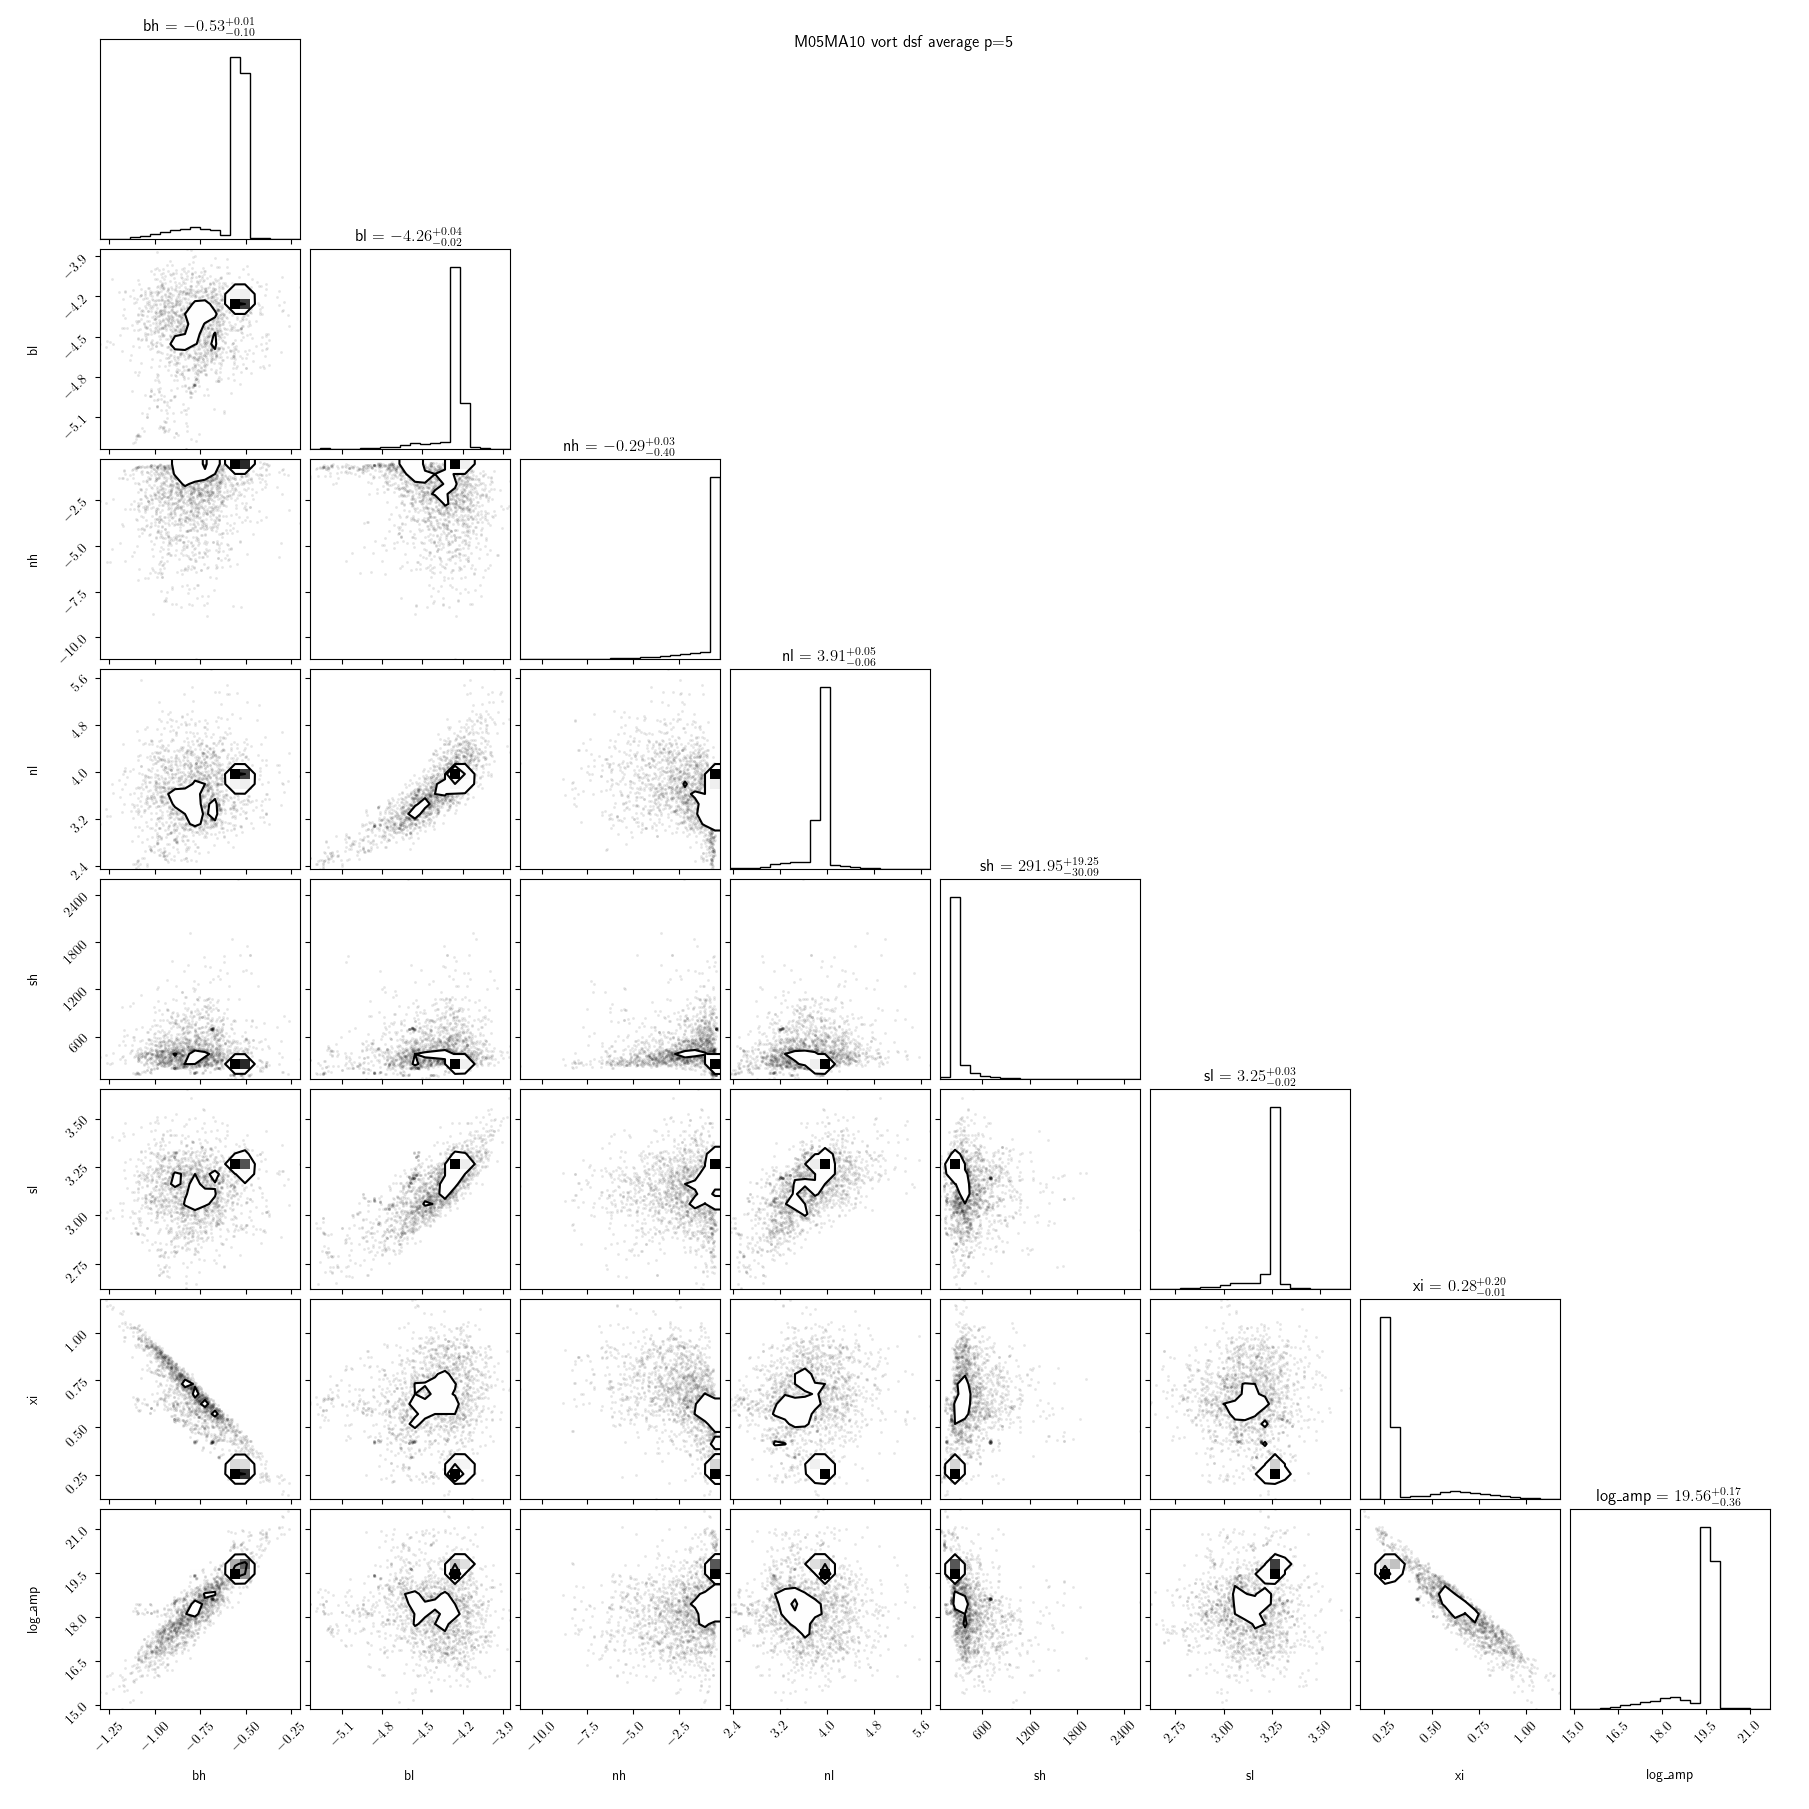 M05MA10 vort dsf average p=5
bh = −0.53 +0.01 −0.10
bl = −4.26 +0.04 −0.02
−3.9
−4.2
−4.5
−4.8
−5.1
bl
nh = −0.29 +0.03 −0.40
−2.5
−5.0
−7.5
−10.0
nh
nl = 3.91 +0.05 −0.06
5.6
4.8
4.0
3.2
2.4
nl
sh = 291.95 +19.25 −30.09
2400
1800
1200
600
sh
sl = 3.25 +0.03 −0.02
3.50
3.25
3.00
2.75
sl
xi = 0.28 +0.20 −0.01
1.00
0.75
0.50
0.25
xi
log_amp = 19.56 +0.17 −0.36
21.0
19.5
18.0
16.5
15.0
log_amp
−1.25 −1.00 −0.75 −0.50 −0.25 −5.1 −4.8 −4.5 −4.2 −3.9 −10.0 −7.5 −5.0 −2.5 2.4 3.2 4.0 4.8 5.6 600 1200 1800 2400 2.75 3.00 3.25 3.50 0.25 0.50 0.75 1.00 15.0 16.5 18.0 19.5 21.0
bh bl nh nl sh sl xi log_amp